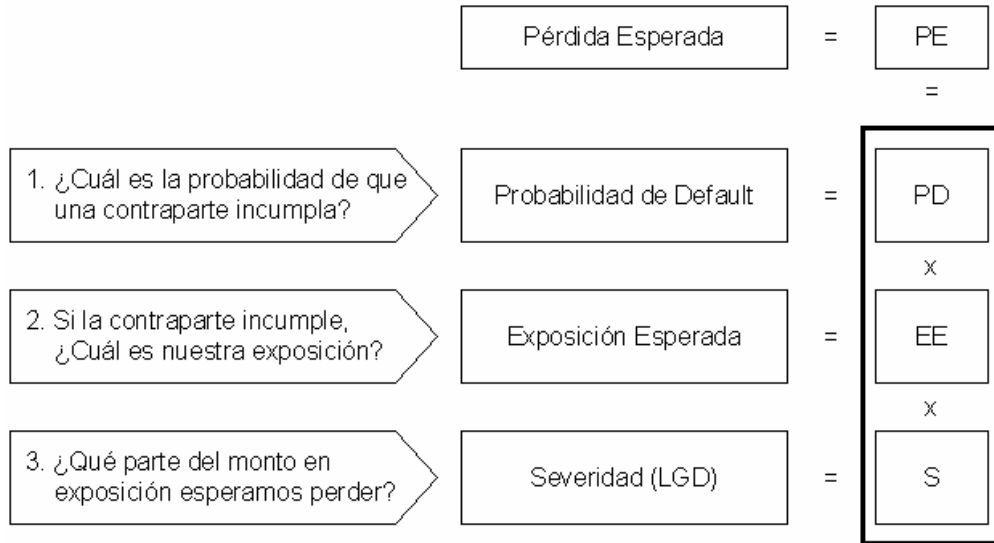 Pérdida Esperada = PE
=
1. ¿Cuál es la probabilidad de que
una contraparte incumpla?
Probabilidad de Default = PD
x
2. Si la contraparte incumple,
¿Cuál es nuestra exposición?
Exposición Esperada = EE
x
3. ¿Qué parte del monto en
exposición esperamos perder?
Severidad (LGD) = S